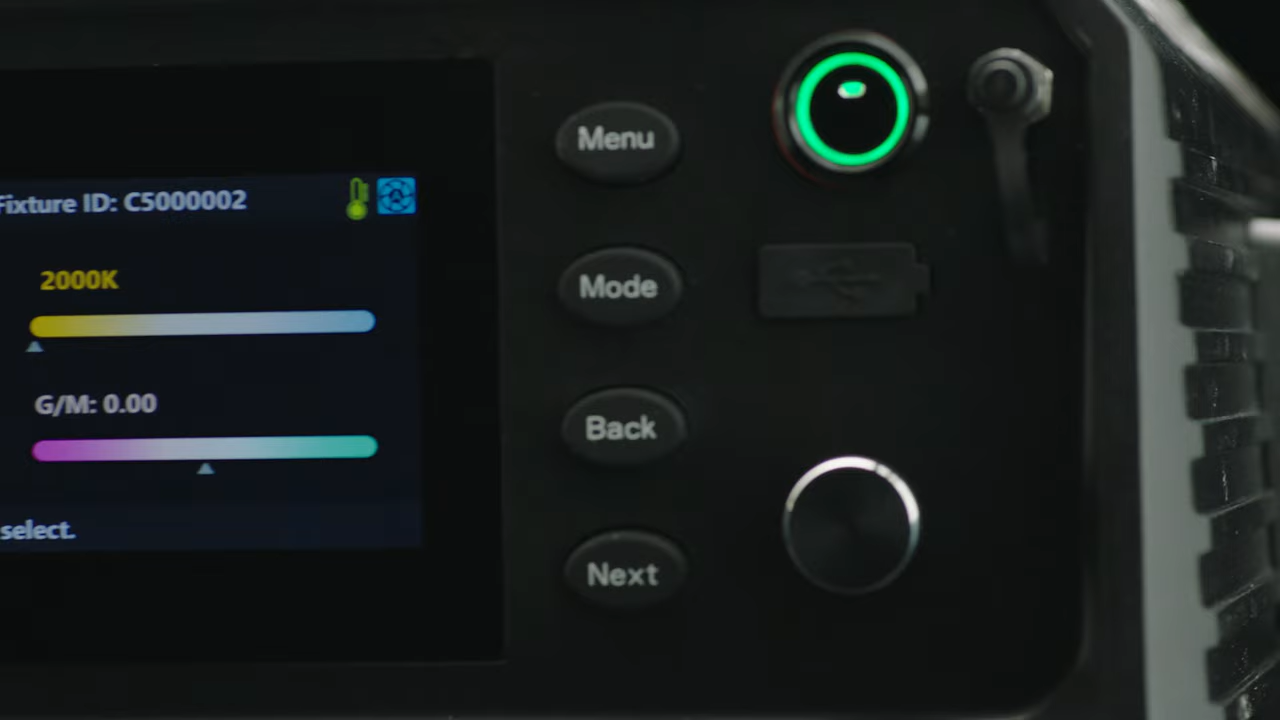 Fixture ID: C5000002
2000K
G/M: 0.00
select.
Menu
Mode
Back
Next